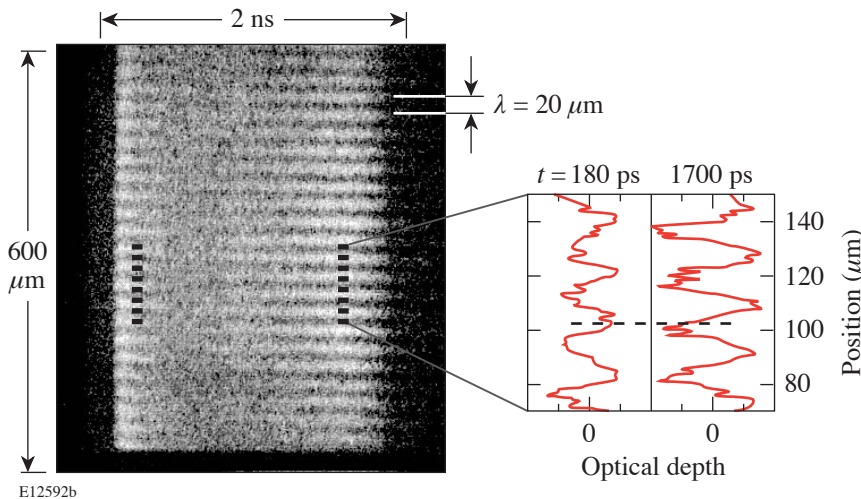 2 ns
λ = 20 μm
600
μm
t = 180 ps
1700 ps
140
120
100
80
Position (μm)
0
0
Optical depth
E12592b